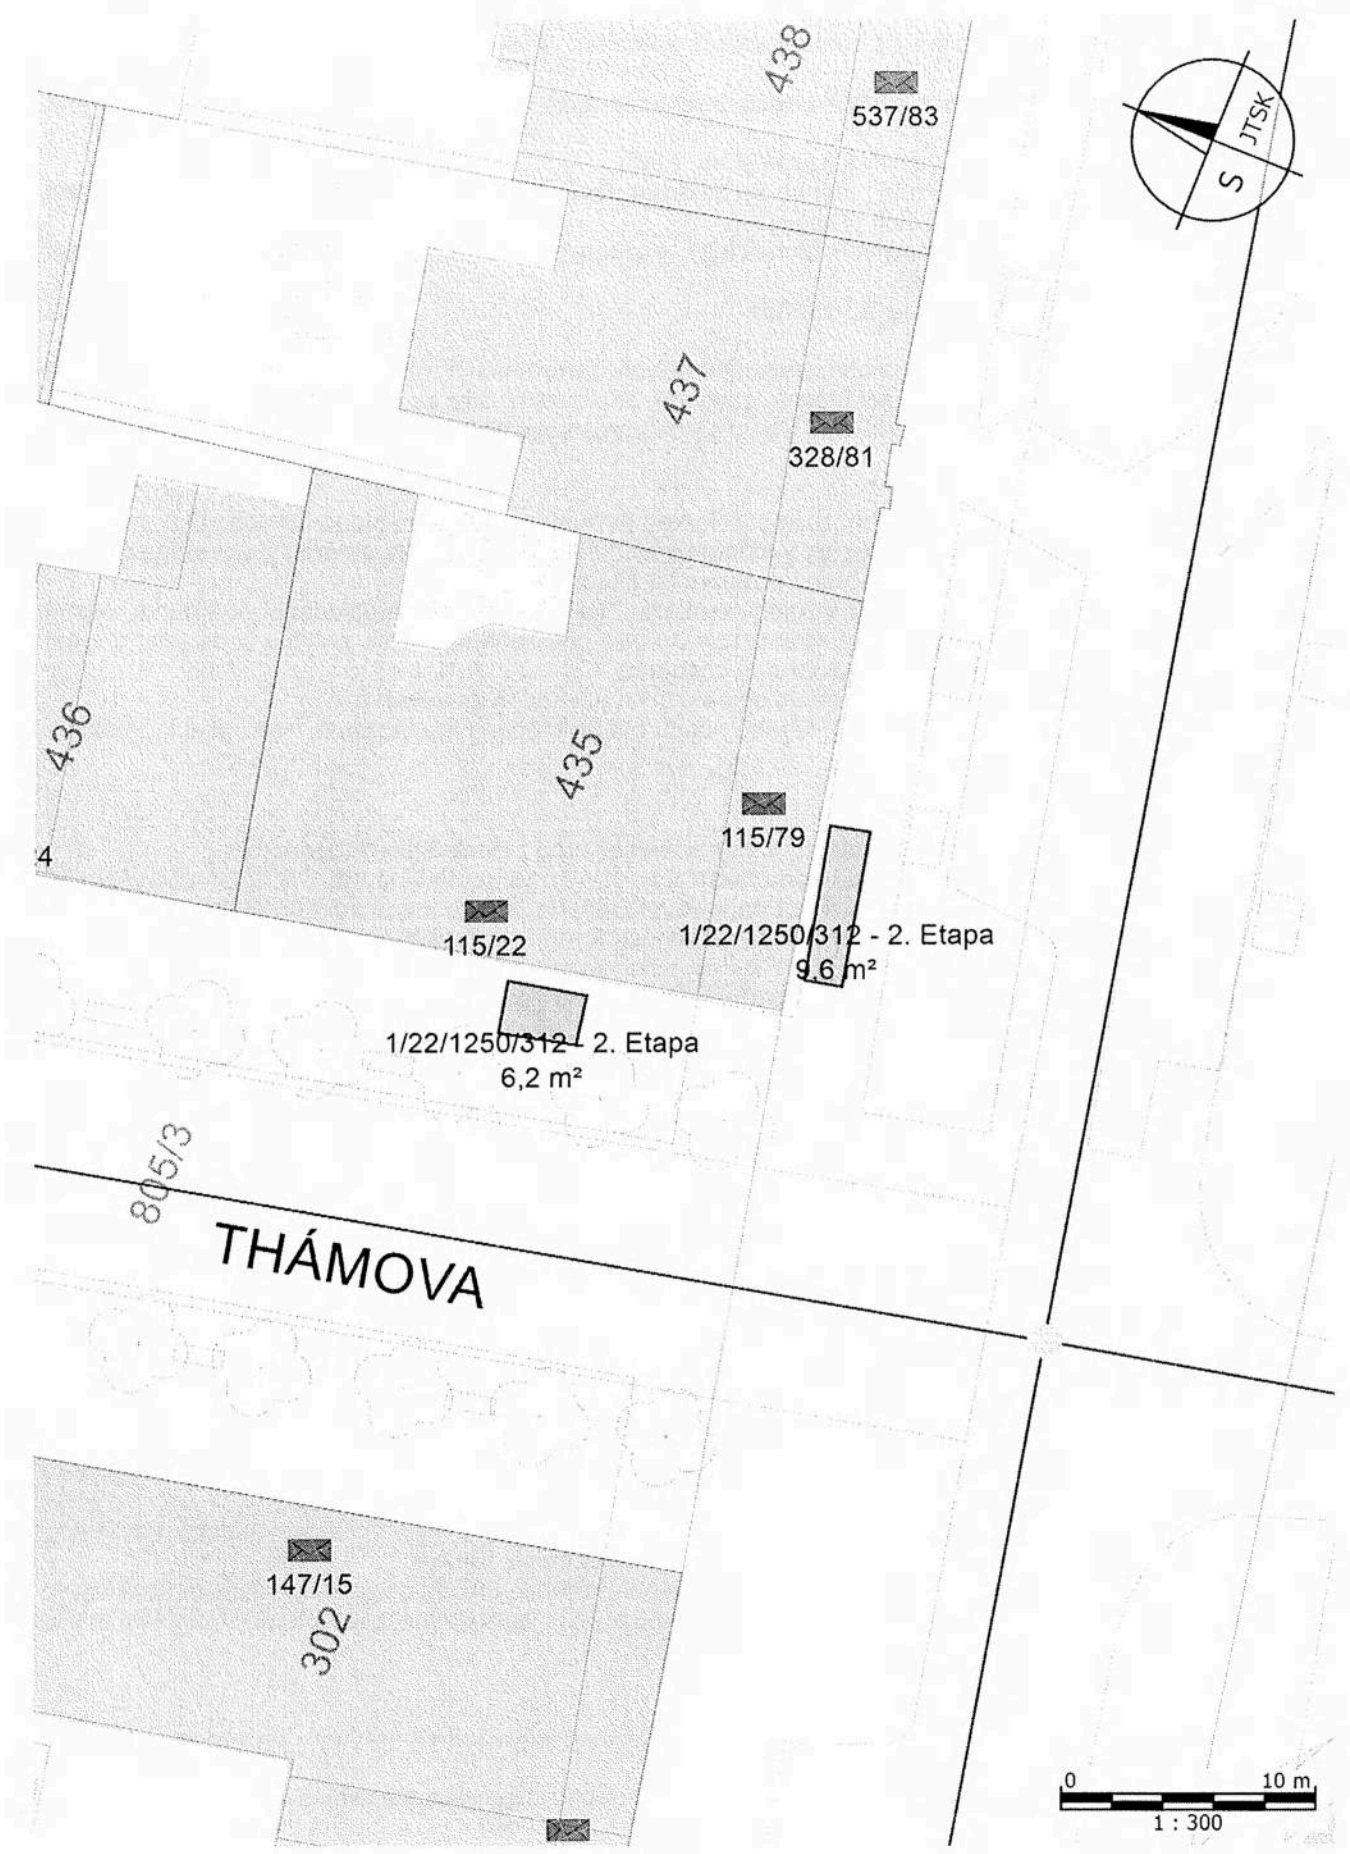 438
537/83
JTSK
S
437
328/81
436
435
115/79
4
115/22
1/22/1250/312 - 2. Etapa
9,6 m²
1/22/1250/312 - 2. Etapa
6,2 m²
805/3
THÁMOVA
147/15
302
0 10 m
1 : 300